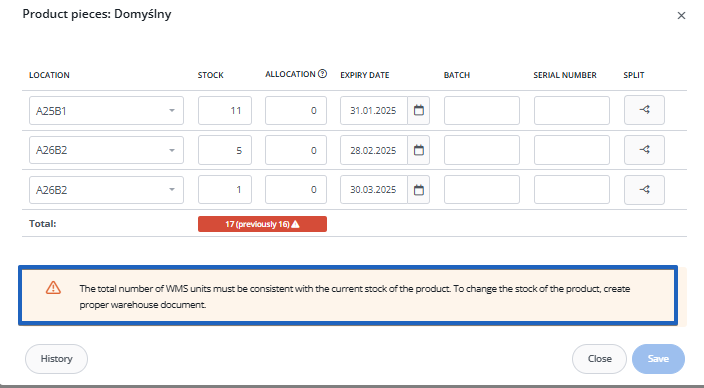 Product pieces: Domyślny
LOCATION STOCK ALLOCATION EXPIRY DATE BATCH SERIAL NUMBER SPLIT
A25B1 11 0 31.01.2025
A26B2 5 0 28.02.2025
A26B2 1 0 30.03.2025
Total: 17 (previously 16)
The total number of WMS units must be consistent with the current stock of the product. To change the stock of the product, create
proper warehouse document.
History Close Save